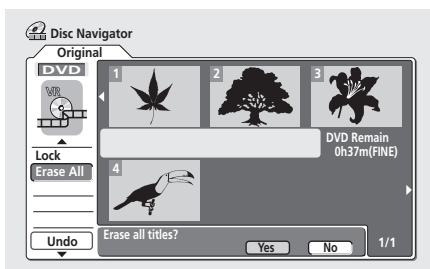 Disc Navigator
Original
DVD
VR
1
2
3
DVD Remain
0h37m(FINE)
Lock
Erase All
4
Undo
Erase all titles?
Yes
No
1/1